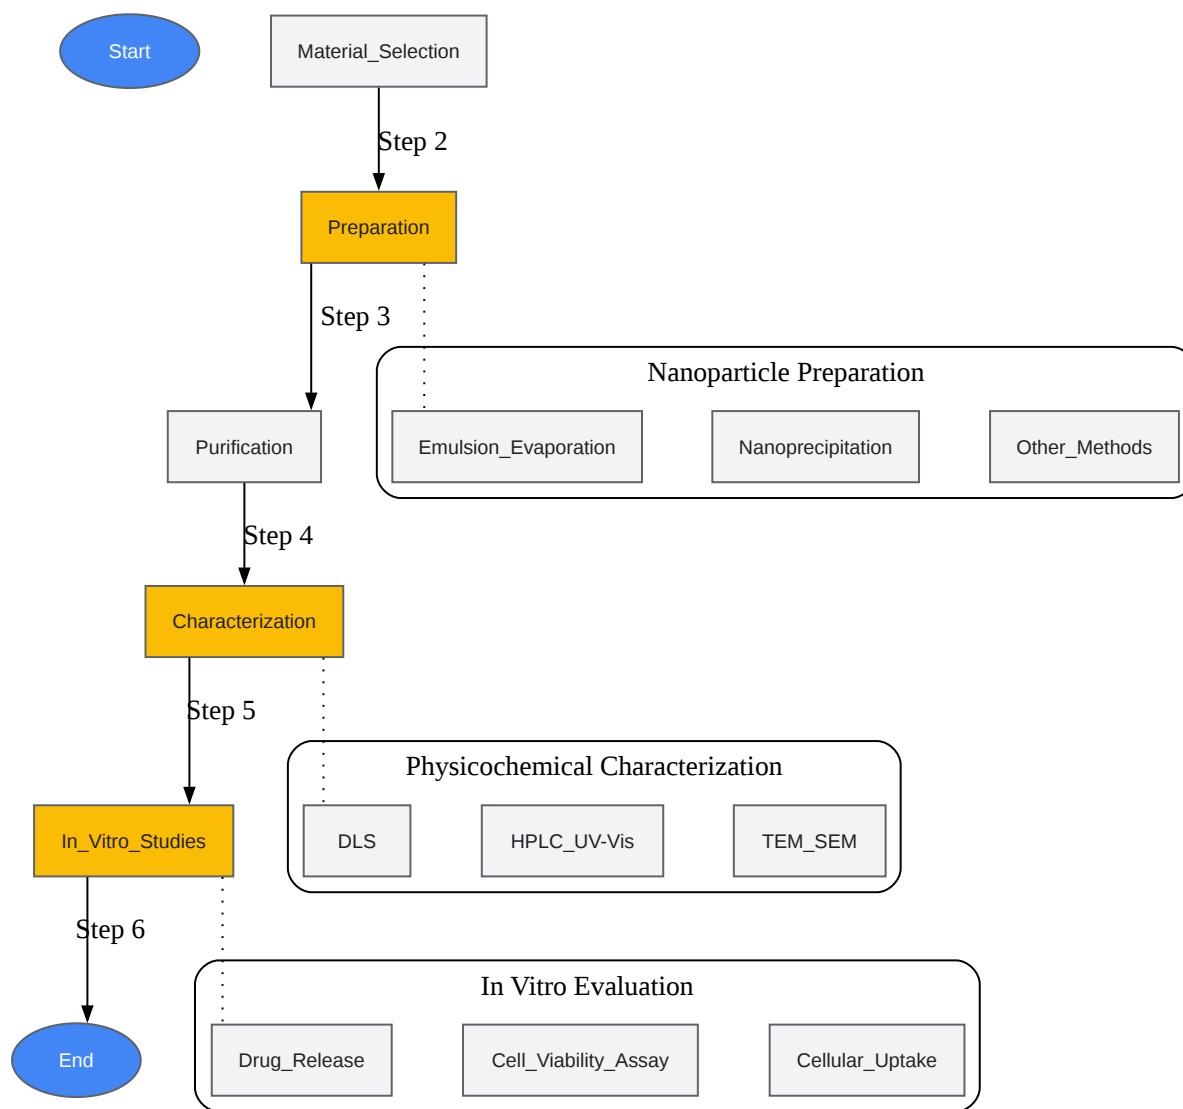 Start
Material_Selection
Step 2
Preparation
Step 3
Nanoparticle Preparation
Purification
Emulsion_Evaporation
Nanoprecipitation
Other_Methods
Step 4
Characterization
Step 5
Physicochemical Characterization
In_Vitro_Studies
DLS
HPLC_UV-Vis
TEM_SEM
Step 6
In Vitro Evaluation
End
Drug_Release
Cell_Viability_Assay
Cellular_Uptake